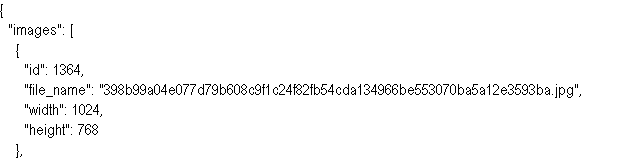 {
"images": [
{
"id": 1364,
"file_name": "398b99a04e077d79b608c9f1c24f82fb54cda134966be553070ba5a12e3593ba.jpg",
"width": 1024,
"height": 768
},